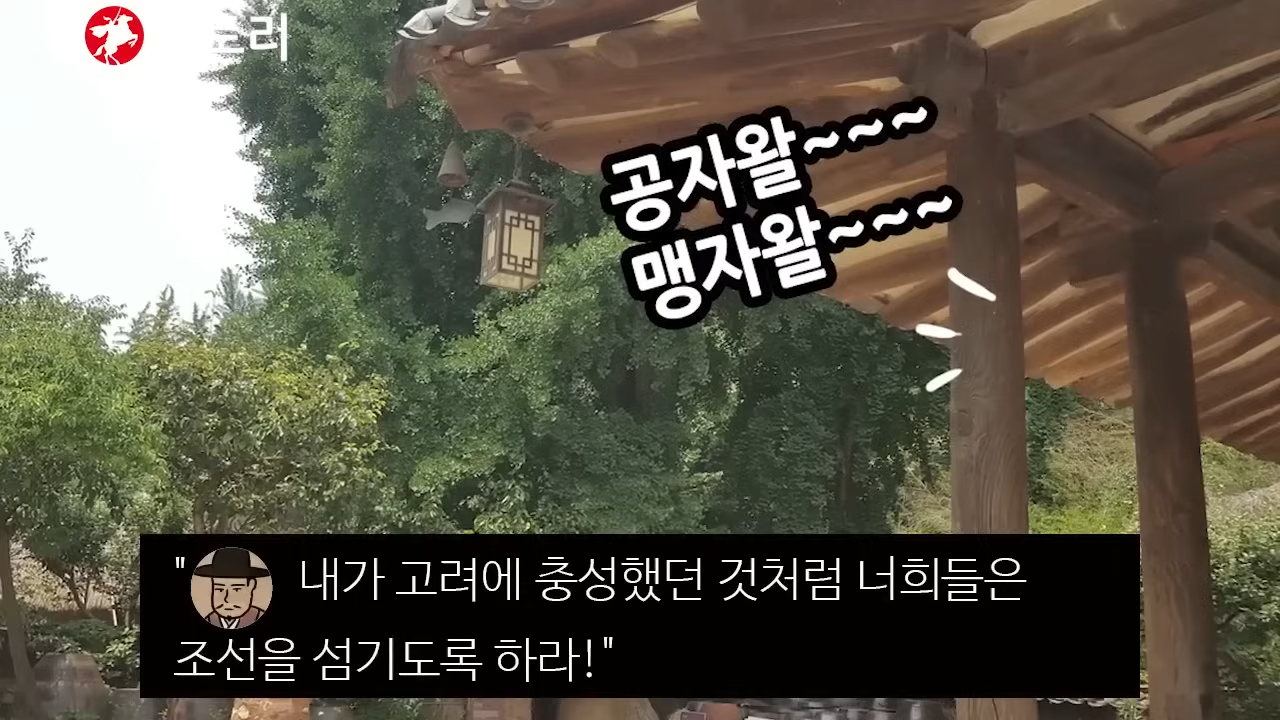 공자왈~~~
맹자왈~~~
" 내가 고려에 충성했던 것처럼 너희들은
조선을 섬기도록 하라!"